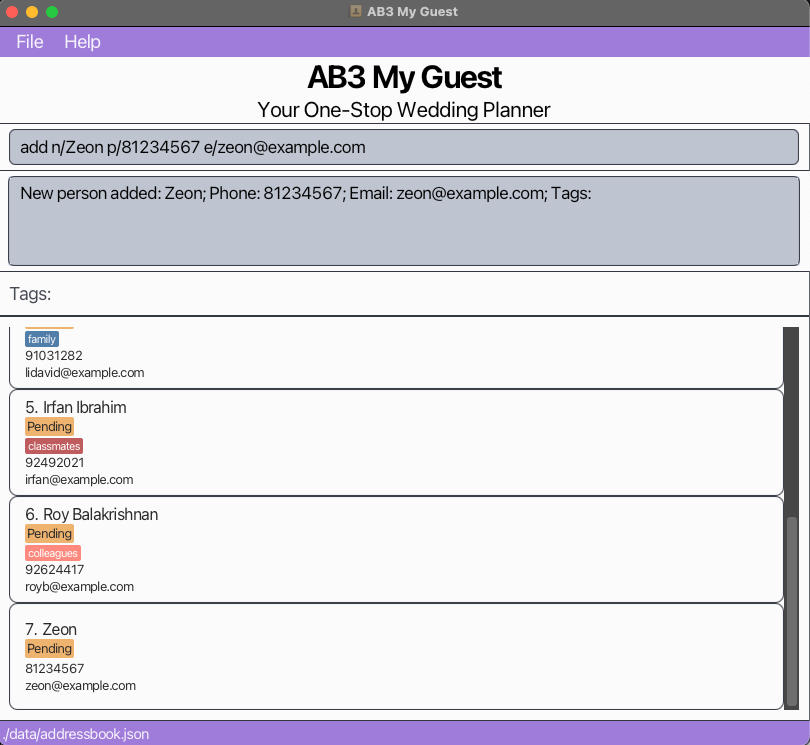 AB3 My Guest
File Help
AB3 My Guest
Your One-Stop Wedding Planner
add n/Zeon p/81234567 e/zeon@example.com
New person added: Zeon; Phone: 81234567; Email: zeon@example.com; Tags:
Tags:
family
91031282
lidavid@example.com
5. Irfan Ibrahim
Pending
classmates
92492021
irfan@example.com
6. Roy Balakrishnan
Pending
colleagues
92624417
royb@example.com
7. Zeon
Pending
81234567
zeon@example.com
./data/addressbook.json